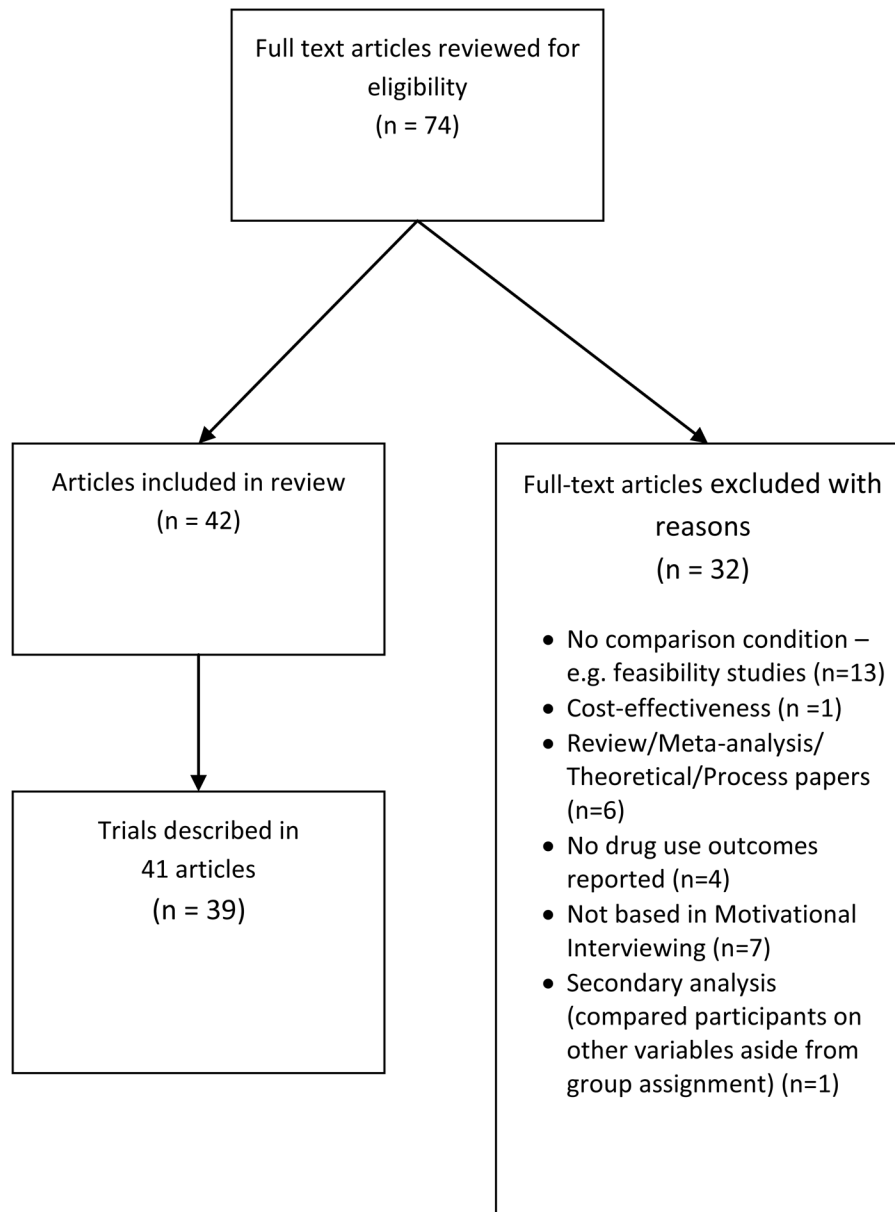 Full text articles reviewed for
eligibility
(n = 74)
Articles included in review
(n = 42)
Trials described in
41 articles
(n = 39)
Full-text articles excluded with
reasons
(n = 32)
• No comparison condition –
e.g. feasibility studies (n=13)
• Cost-effectiveness (n =1)
• Review/Meta-analysis/
Theoretical/Process papers
(n=6)
• No drug use outcomes
reported (n=4)
• Not based in Motivational
Interviewing (n=7)
• Secondary analysis
(compared participants on
other variables aside from
group assignment) (n=1)